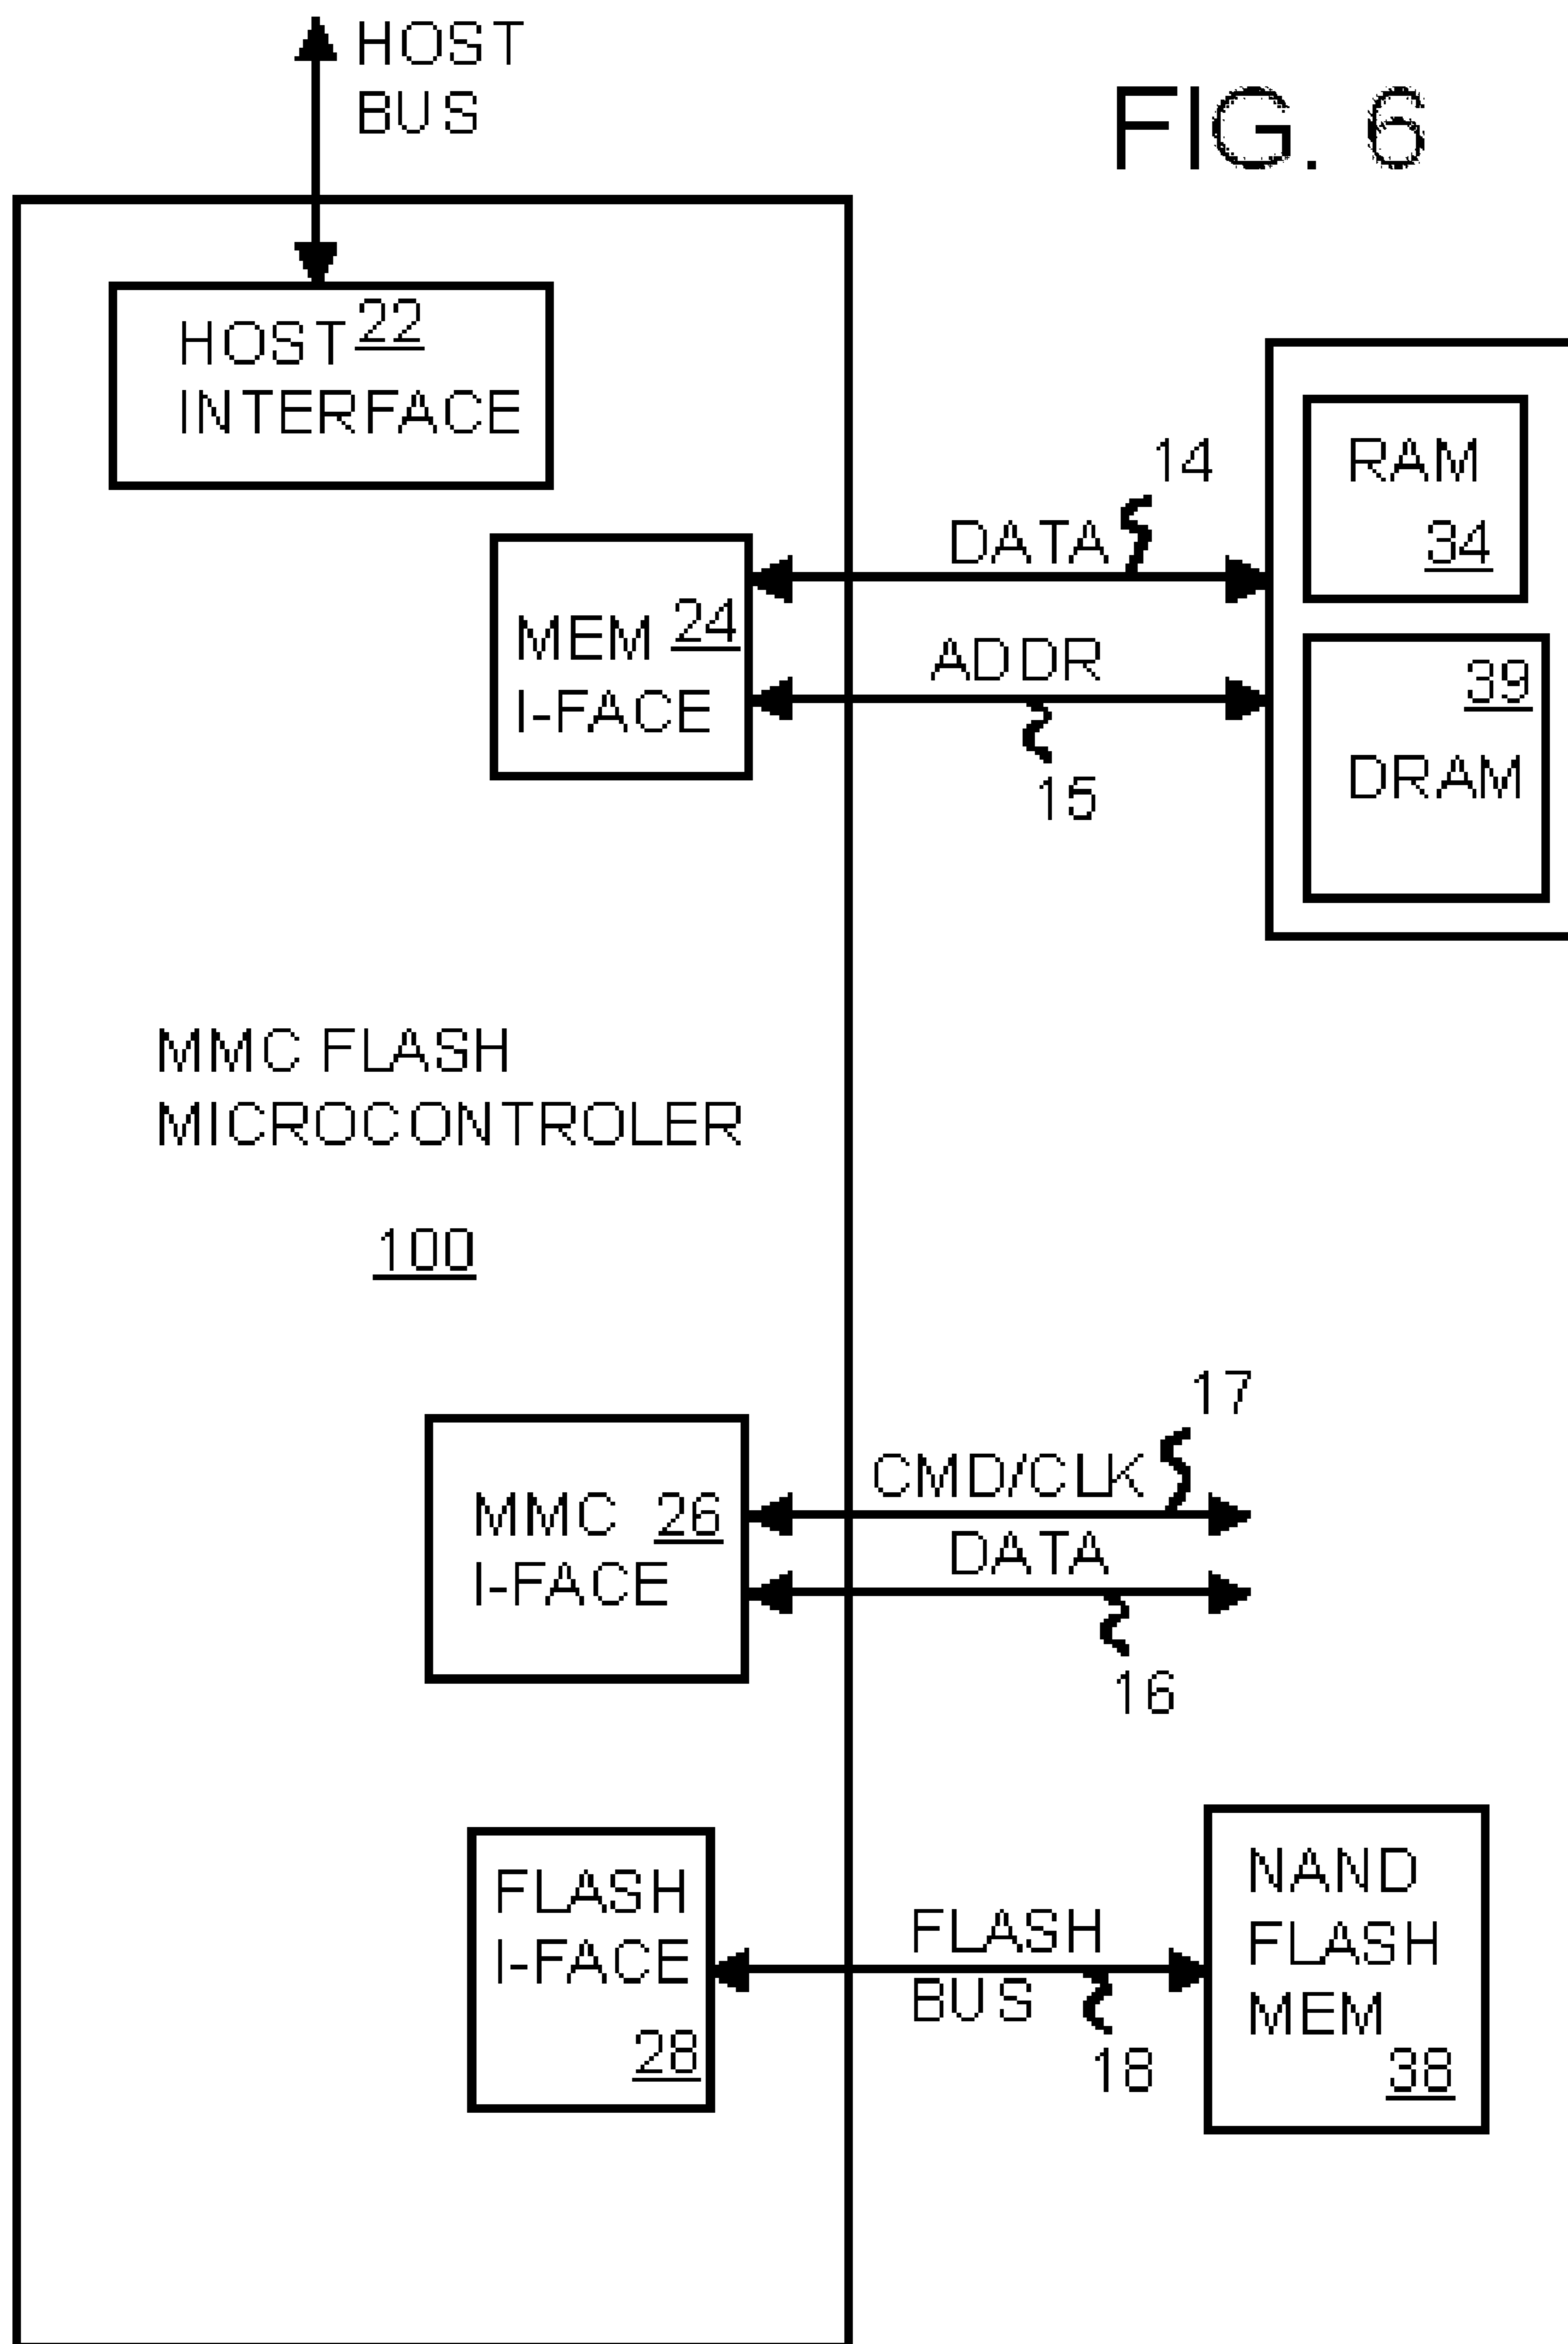 HOST
BUS
FIG. 6
HOST 22
INTERFACE
14
RAM
34
DATA
MEM 24
I-FACE
ADDR
15
39
DRAM
MMC FLASH
MICROCONTROLER
100
17
CMD/CLK
MMC 26
I-FACE
DATA
16
FLASH
I-FACE
28
FLASH
BUS
18
NAND
FLASH
MEM
38